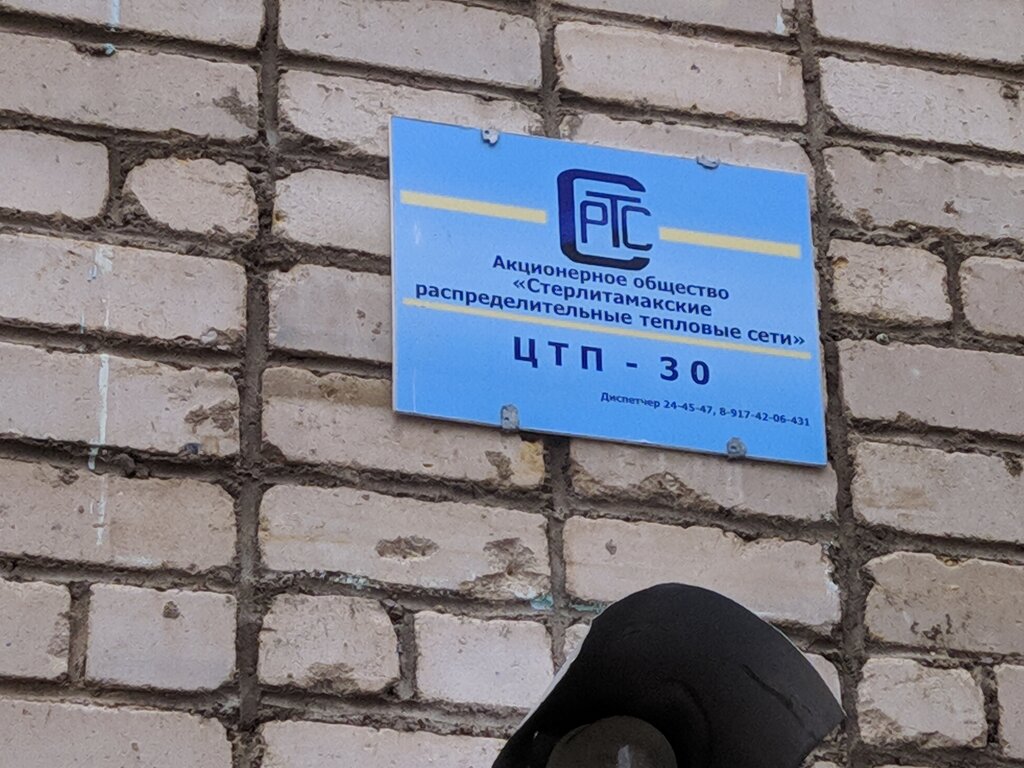 СРТС
Акционерное общество
«Стерлитамакские
распределительные тепловые сети»
ЦТП - 30
Диспетчер 24-45-47, 8-917-42-06-431